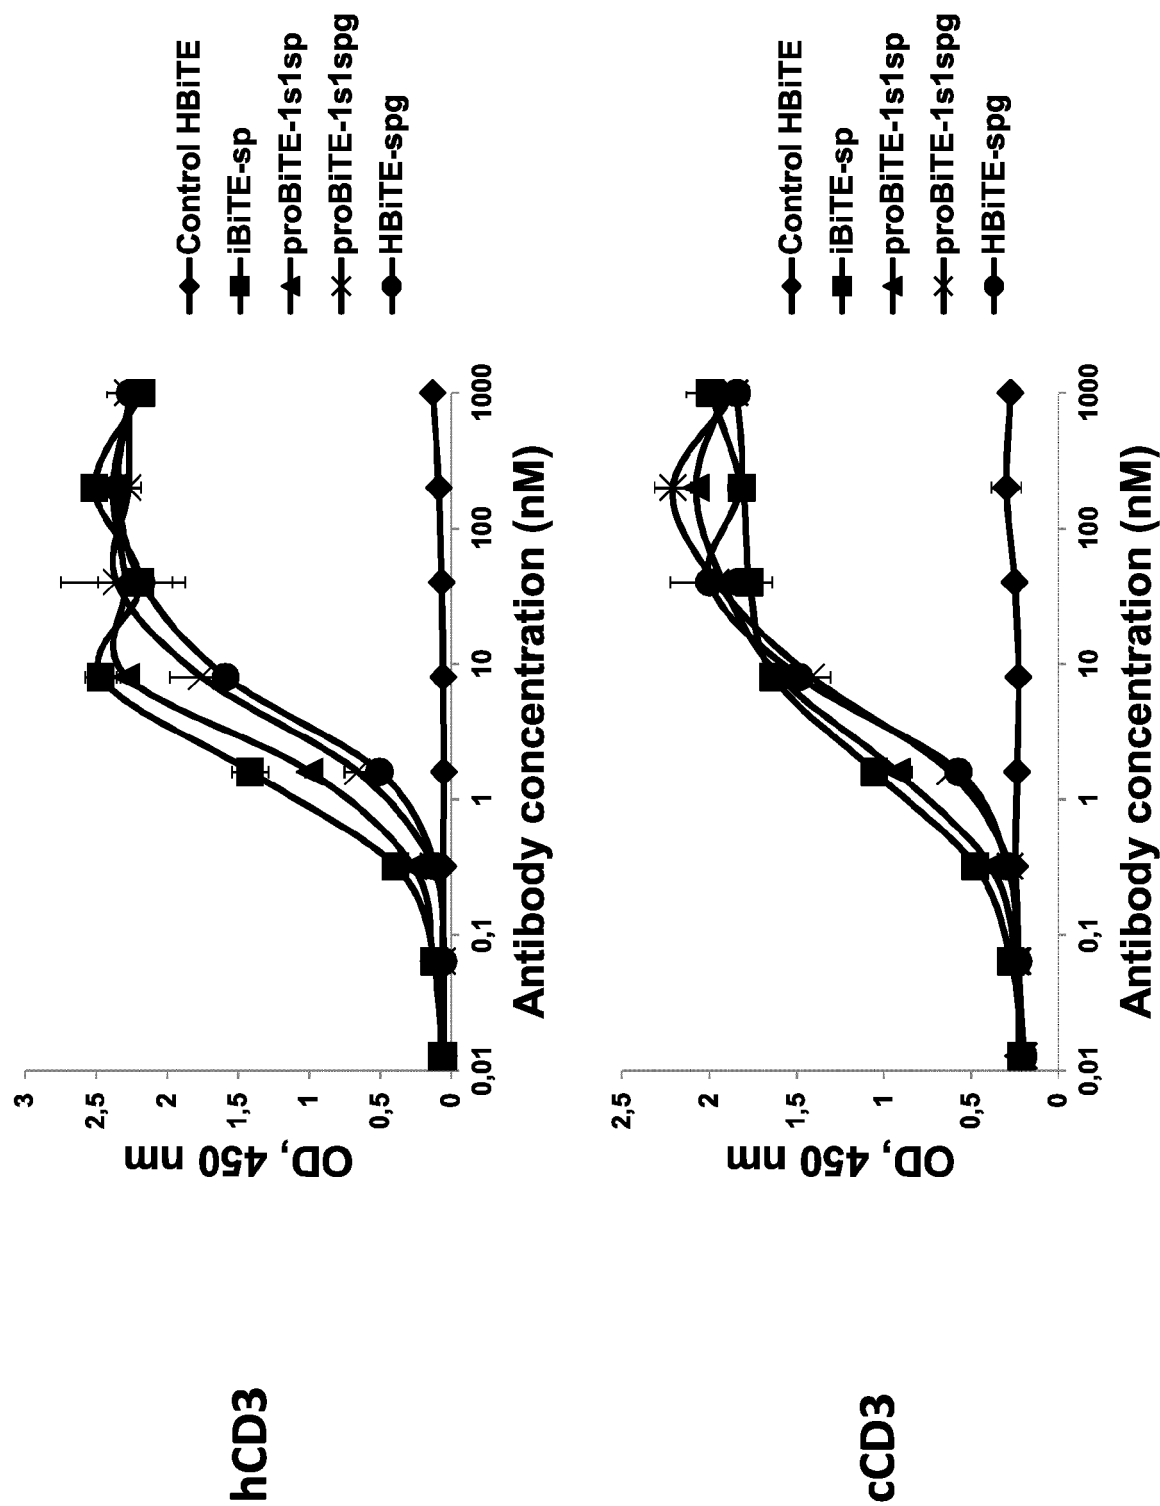 hCD3
OD, 450 nm
3
2,5
2
1,5
1
0,5
0
0,01
0,1
1
10
100
1000
Antibody concentration (nM)
Control HBiTE
iBiTE-sp
proBiTE-1s1sp
proBiTE-1s1spg
HBiTE-spg
cCD3
OD, 450 nm
2,5
2
1,5
1
0,5
0
0,01
0,1
1
10
100
1000
Antibody concentration (nM)
Control HBiTE
iBiTE-sp
proBiTE-1s1sp
proBiTE-1s1spg
HBiTE-spg